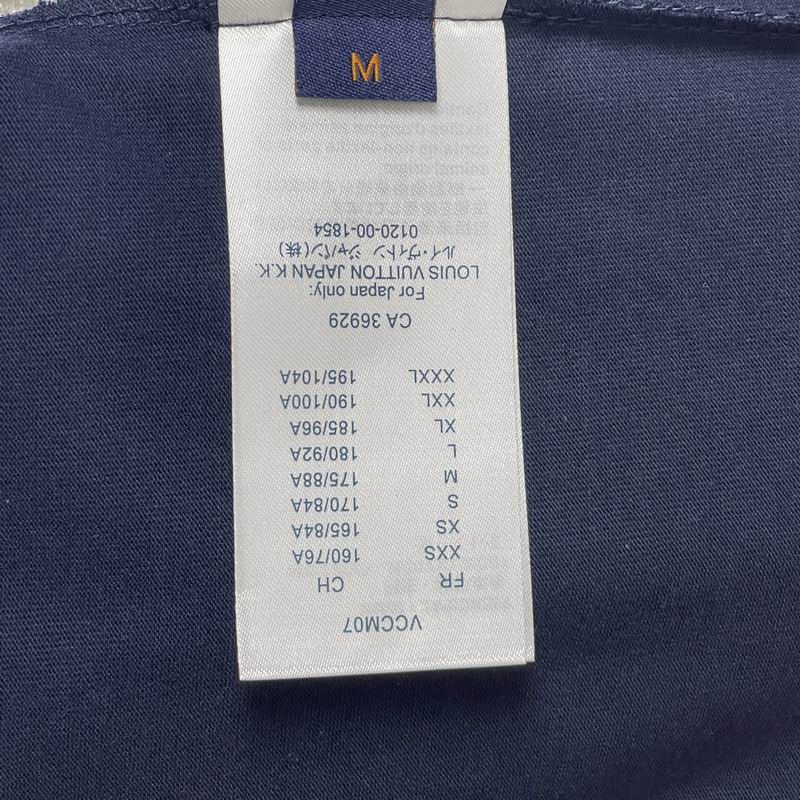 M
VCCM07
FR CH
XXS 160/76A
XS 165/84A
S 170/84A
M 175/88A
L 180/92A
XL 185/96A
XXL 190/100A
XXXL 195/104A
CA 36929
For Japan only:
LOUIS VUITTON JAPAN K.K.
ルイ・ヴィトン ジャパン(株)
0120-00-1854